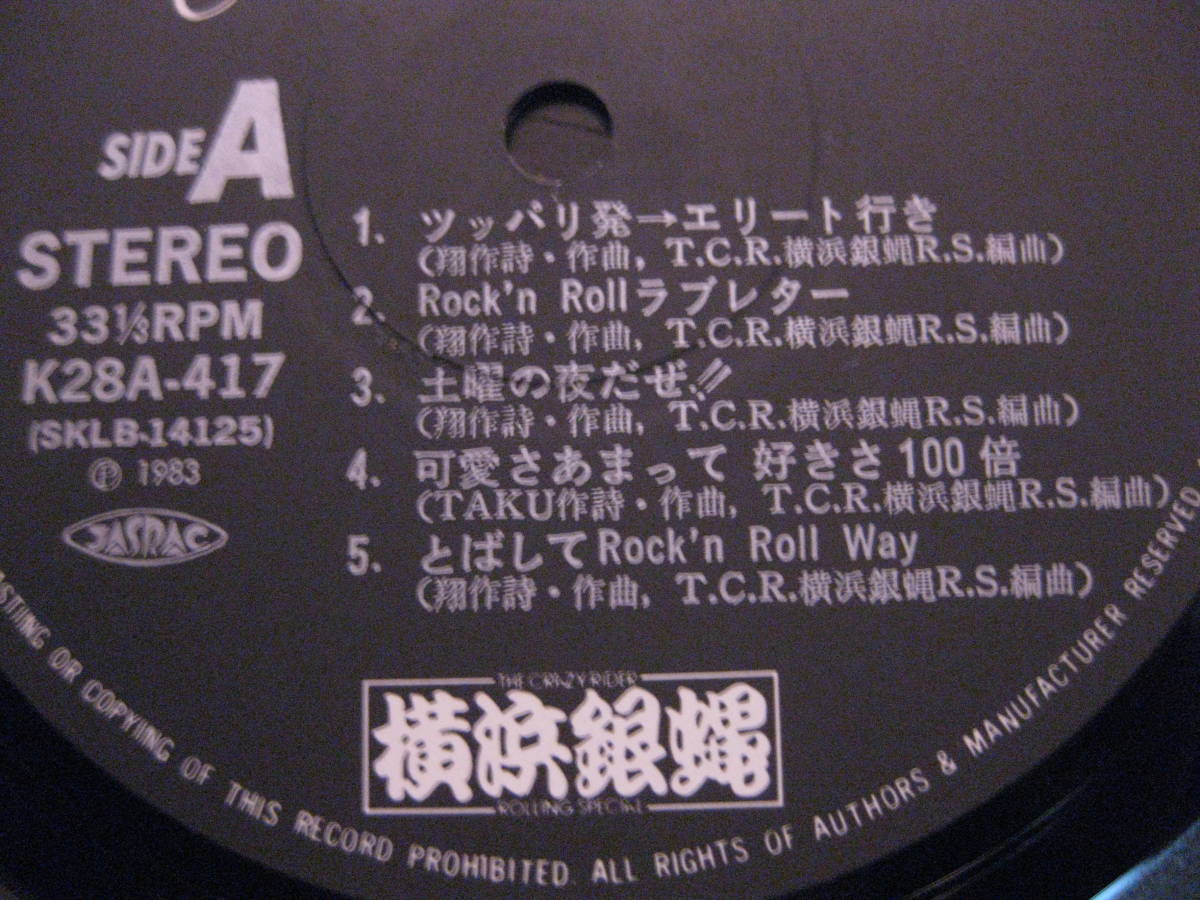 SIDE A
STEREO
33⅓RPM
K28A-417
(SKLB-14125)
Ⓟ 1983
JASRAC
1. ツッパリ発→エリート行き
(翔作詩・作曲, T.C.R.横浜銀蝿R.S.編曲)
2. Rock'n Rollラブレター
(翔作詩・作曲, T.C.R.横浜銀蝿R.S.編曲)
3. 土曜の夜だぜ!!
(翔作詩・作曲, T.C.R.横浜銀蝿R.S.編曲)
4. 可愛さあまって 好きさ100倍
(TAKU作詩・作曲, T.C.R.横浜銀蝿R.S.編曲)
5. とばしてRock'n Roll Way
(翔作詩・作曲, T.C.R.横浜銀蝿R.S.編曲)
THE CRAZY RIDER
横浜銀蝿
ROLLING SPECIAL
OR COPYING OF THIS RECORD PROHIBITED. ALL RIGHTS OF AUTHORS & MANUFACTURER RESERVED